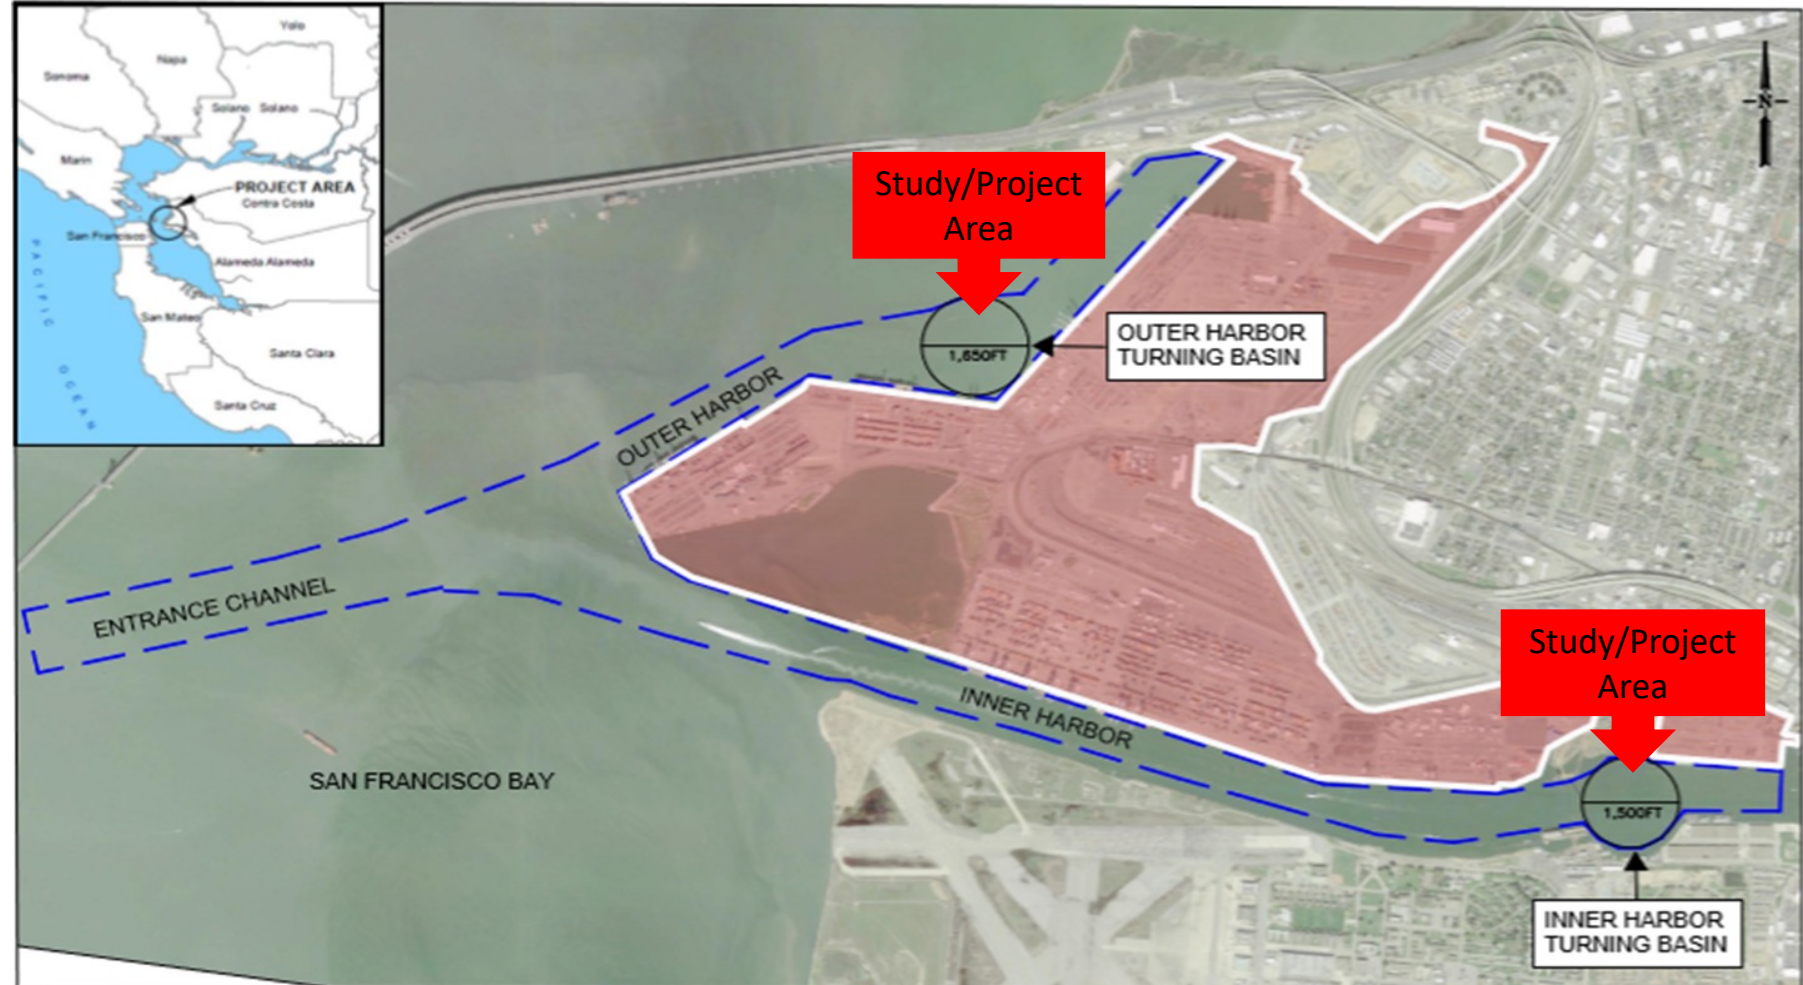 Yolo
Napa
Sonoma
Solano Solano
Marin
PROJECT AREA
Contra Costa
San Francisco
Alameda Alameda
San Mateo
Santa Clara
Santa Cruz
PACIFIC OCEAN
N
Study/Project
Area
1,650FT
OUTER HARBOR
TURNING BASIN
OUTER HARBOR
ENTRANCE CHANNEL
INNER HARBOR
SAN FRANCISCO BAY
Study/Project
Area
1,500FT
INNER HARBOR
TURNING BASIN